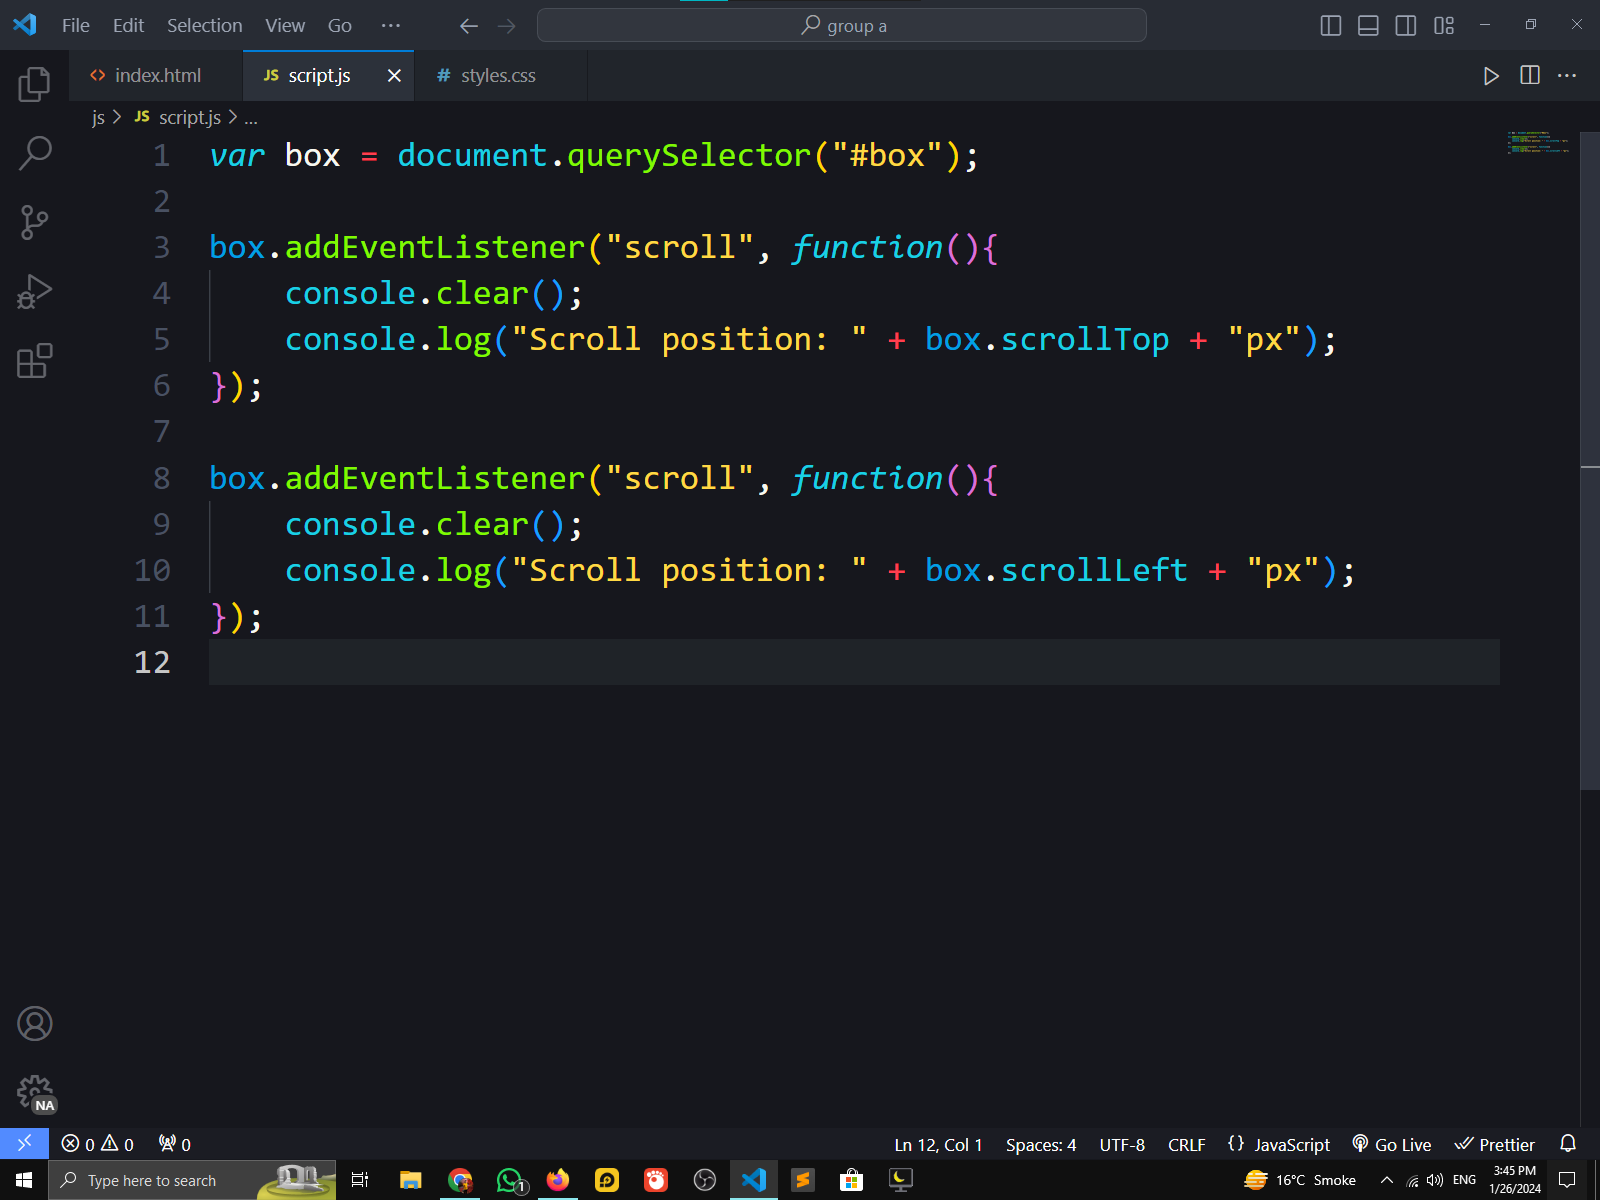 File Edit Selection View Go ··· group a
index.html JS script.js # styles.css
js > JS script.js > ...
1 var box = document.querySelector("#box");
2
3 box.addEventListener("scroll", function(){
4 console.clear();
5 console.log("Scroll position: " + box.scrollTop + "px");
6 });
7
8 box.addEventListener("scroll", function(){
9 console.clear();
10 console.log("Scroll position: " + box.scrollLeft + "px");
11 });
12
NA
0 0 0 Ln 12, Col 1 Spaces: 4 UTF-8 CRLF {} JavaScript Go Live Prettier
Type here to search 1 16°C Smoke ENG 3:45 PM
1/26/2024